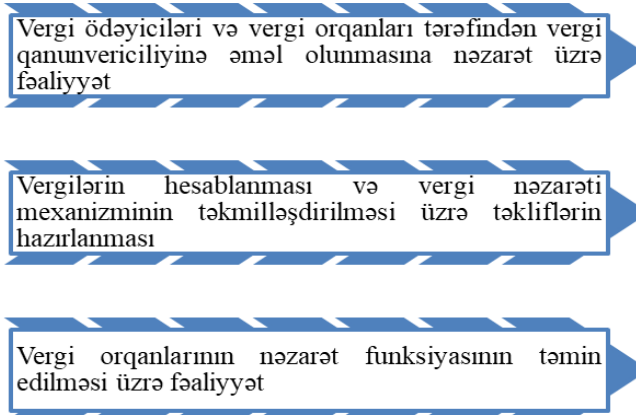 Vergi ödəyiciləri və vergi orqanları tərəfindən vergi
qanunvericiliyinə əməl olunmasına nəzarət üzrə
fəaliyyət
Vergilərin hesablanması və vergi nəzarəti
mexanizminin təkmilləşdirilməsi üzrə təkliflərin
hazırlanması
Vergi orqanlarının nəzarət funksiyasının təmin
edilməsi üzrə fəaliyyət